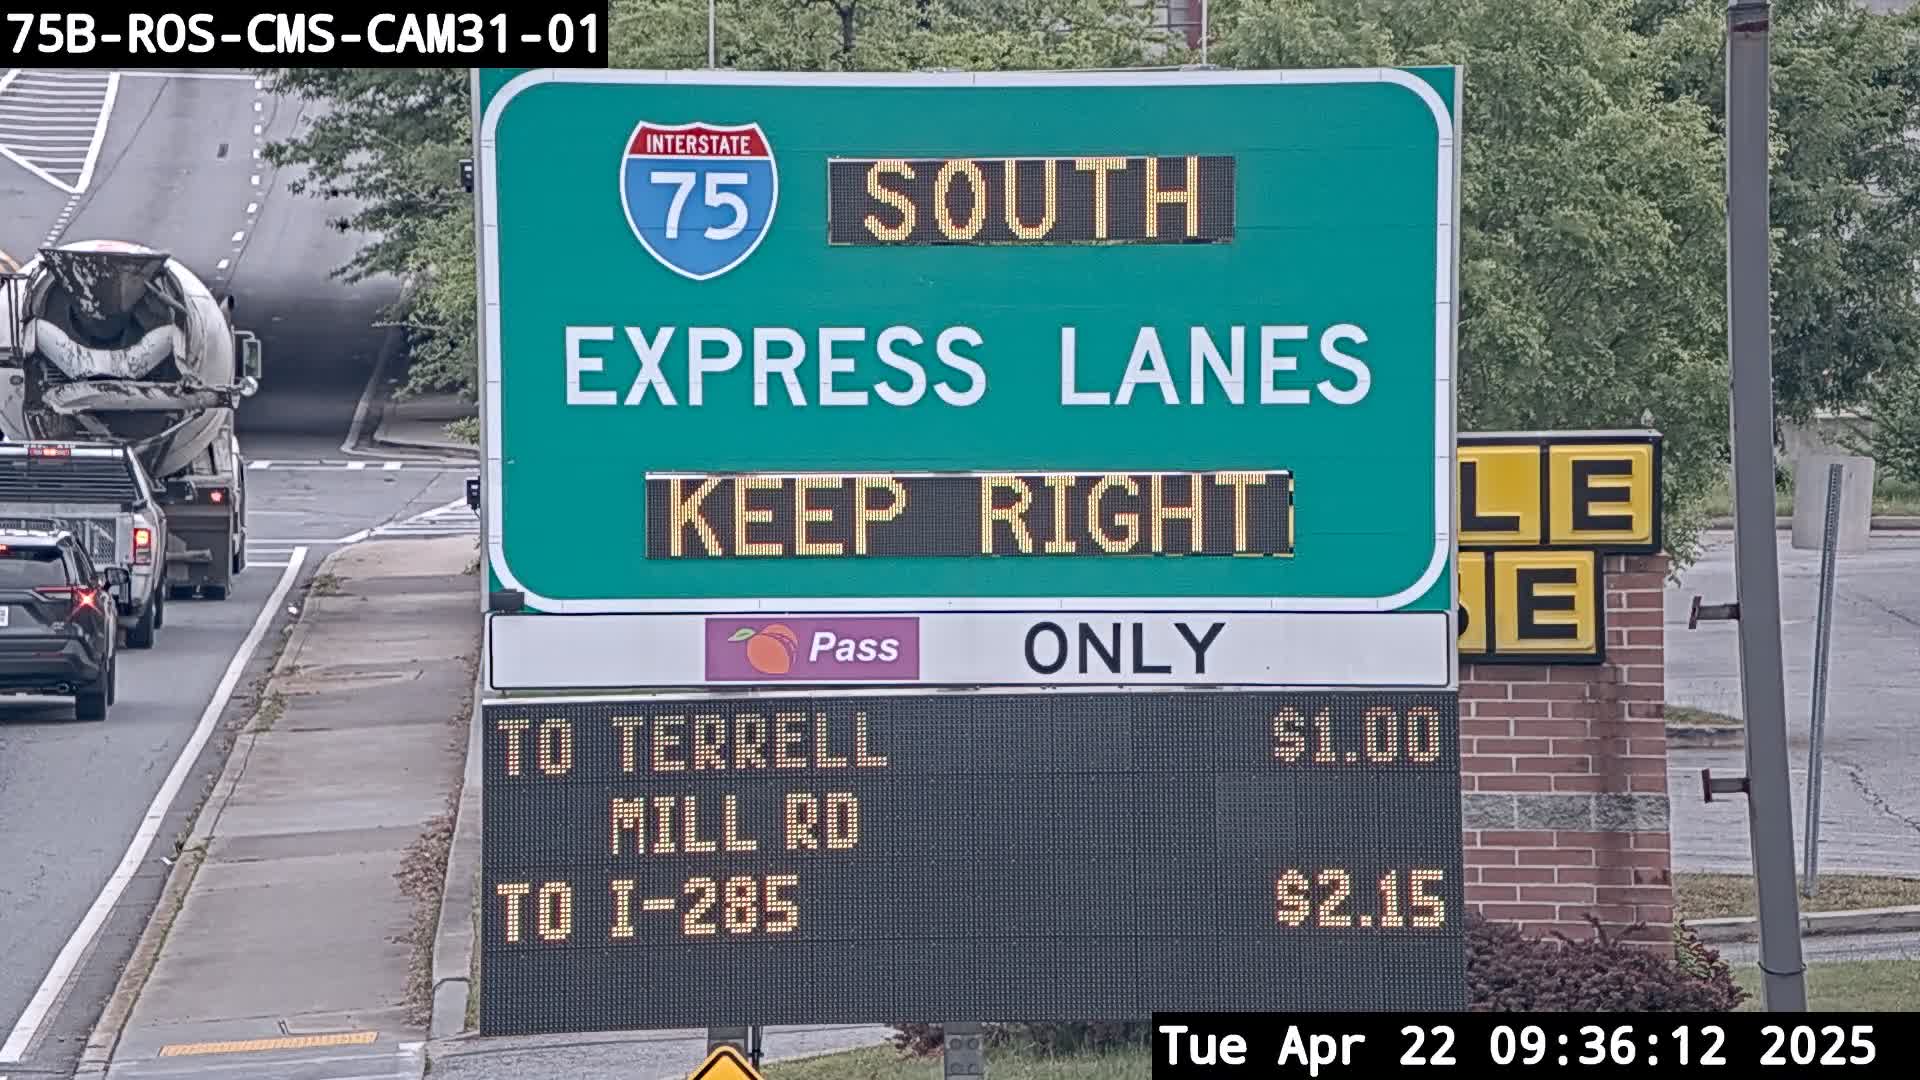 75B-ROS-CMS-CAM31-01
INTERSTATE
75
SOUTH
EXPRESS LANES
KEEP RIGHT
Pass ONLY
TO TERRELL $1.00
MILL RD
TO I-285 $2.15
LE
E
Tue Apr 22 09:36:12 2025